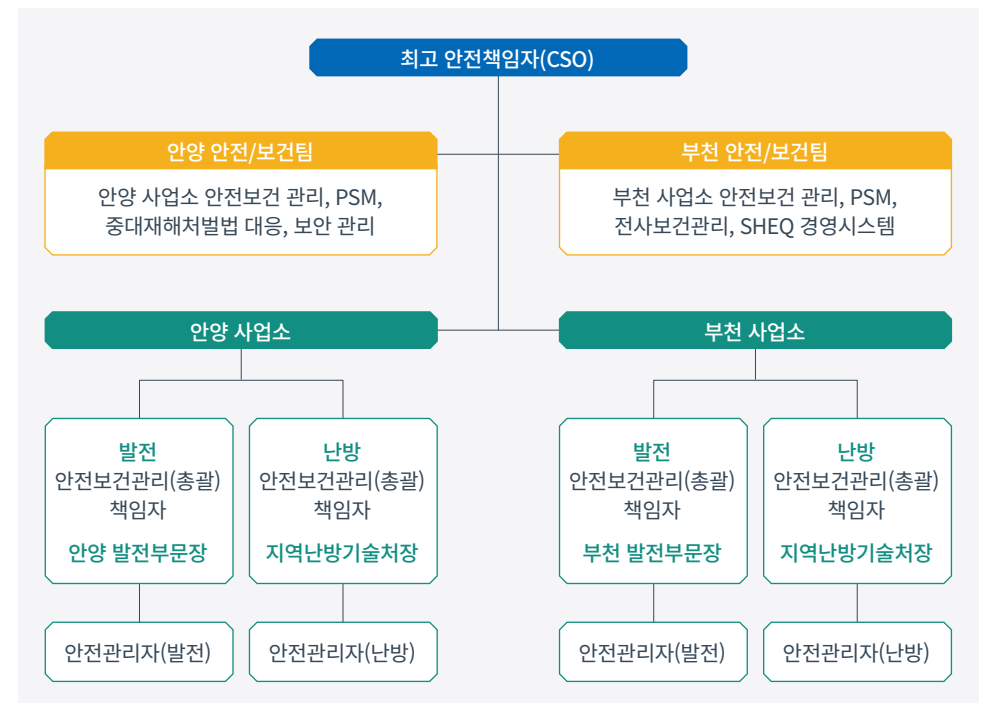 최고 안전책임자(CSO)
안양 안전/보건팀
안양 사업소 안전보건 관리, PSM,
중대재해처벌법 대응, 보안 관리
부천 안전/보건팀
부천 사업소 안전보건 관리, PSM,
전사보건관리, SHEQ 경영시스템
안양 사업소
발전
안전보건관리(총괄)
책임자
안양 발전부문장
난방
안전보건관리(총괄)
책임자
지역난방기술처장
안전관리자(발전)
안전관리자(난방)
부천 사업소
발전
안전보건관리(총괄)
책임자
부천 발전부문장
난방
안전보건관리(총괄)
책임자
지역난방기술처장
안전관리자(발전)
안전관리자(난방)